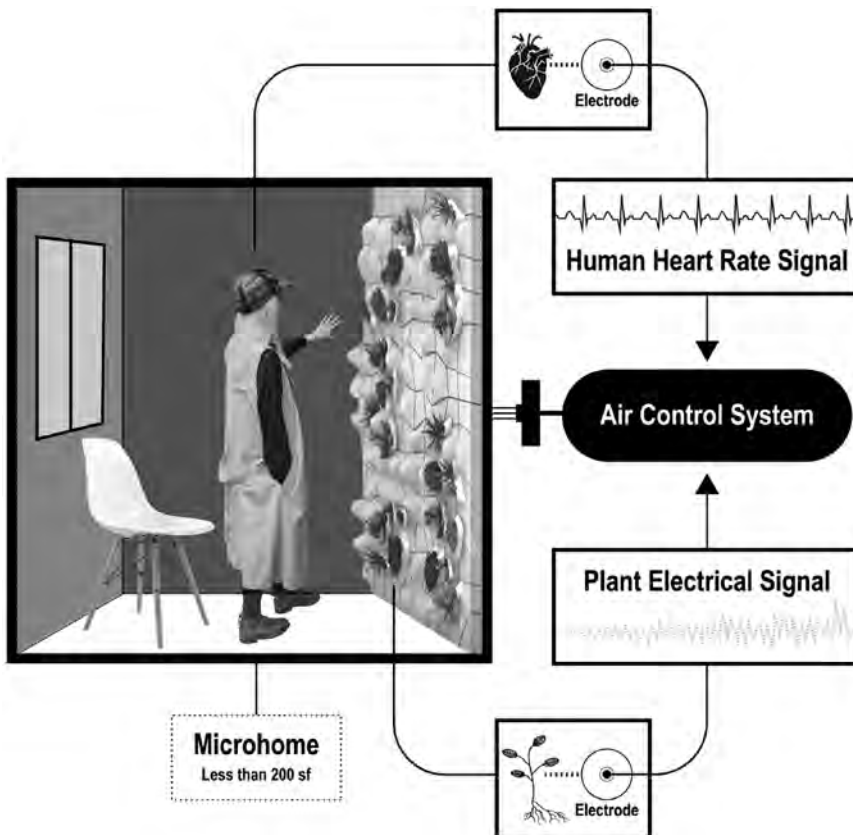 Electrode
Human Heart Rate Signal
Air Control System
Plant Electrical Signal
Microhome
Less than 200 sf
Electrode